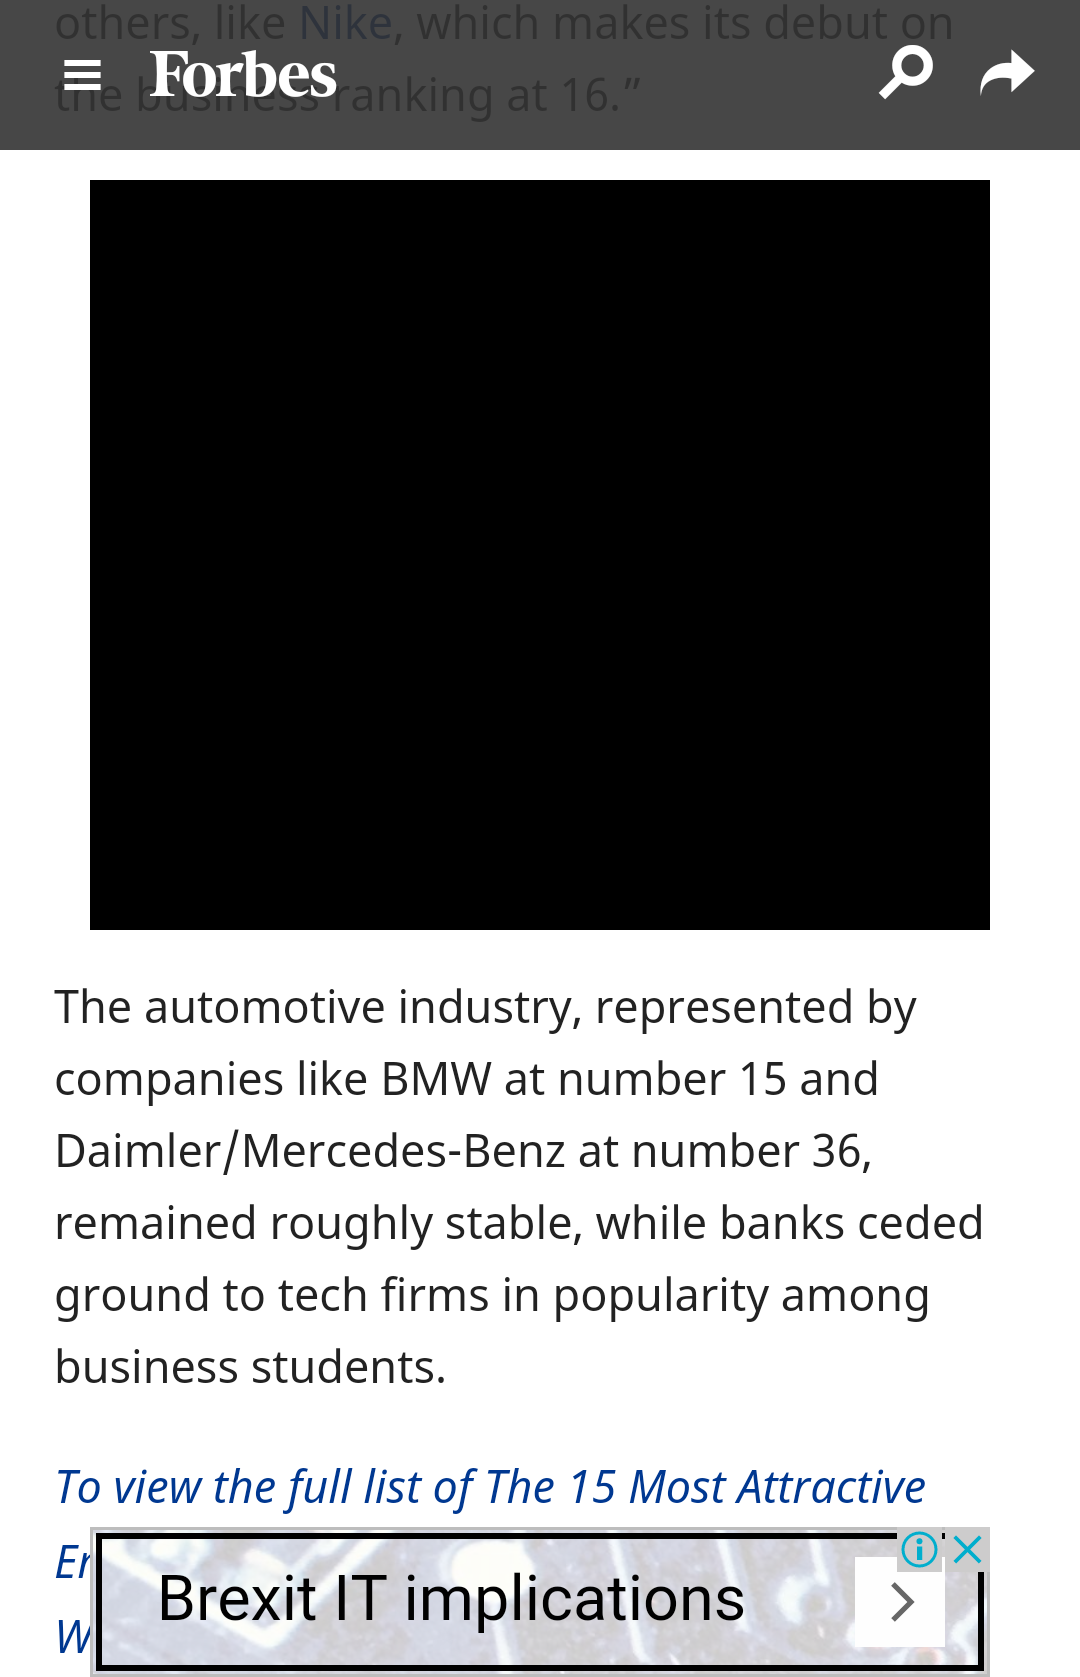 others, like Nike, which makes its debut on
Forbes
the business ranking at 16.”
The automotive industry, represented by
companies like BMW at number 15 and
Daimler/Mercedes-Benz at number 36,
remained roughly stable, while banks ceded
ground to tech firms in popularity among
business students.
To view the full list of The 15 Most Attractive
Brexit IT implications